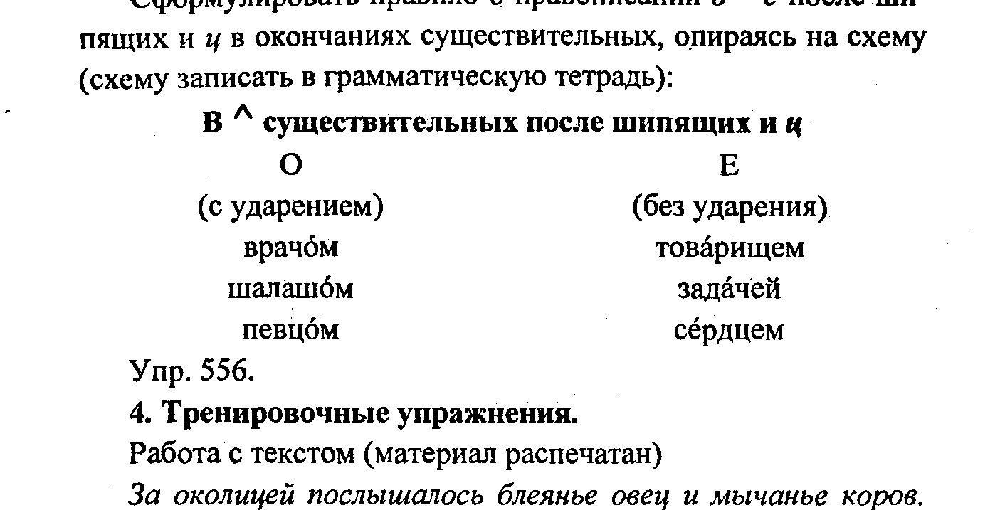 Сформулировать правило о правописании о – е после ши-
пящих и ц в окончаниях существительных, опираясь на схему
(схему записать в грамматическую тетрадь):
В ^ существительных после шипящих и ц
О Е
(с ударением) (без ударения)
врачо́м това́рищем
шалашо́м зада́чей
певцо́м се́рдцем
Упр. 556.
4. Тренировочные упражнения.
Работа с текстом (материал распечатан)
За околицей послышалось блеянье овец и мычанье коров.